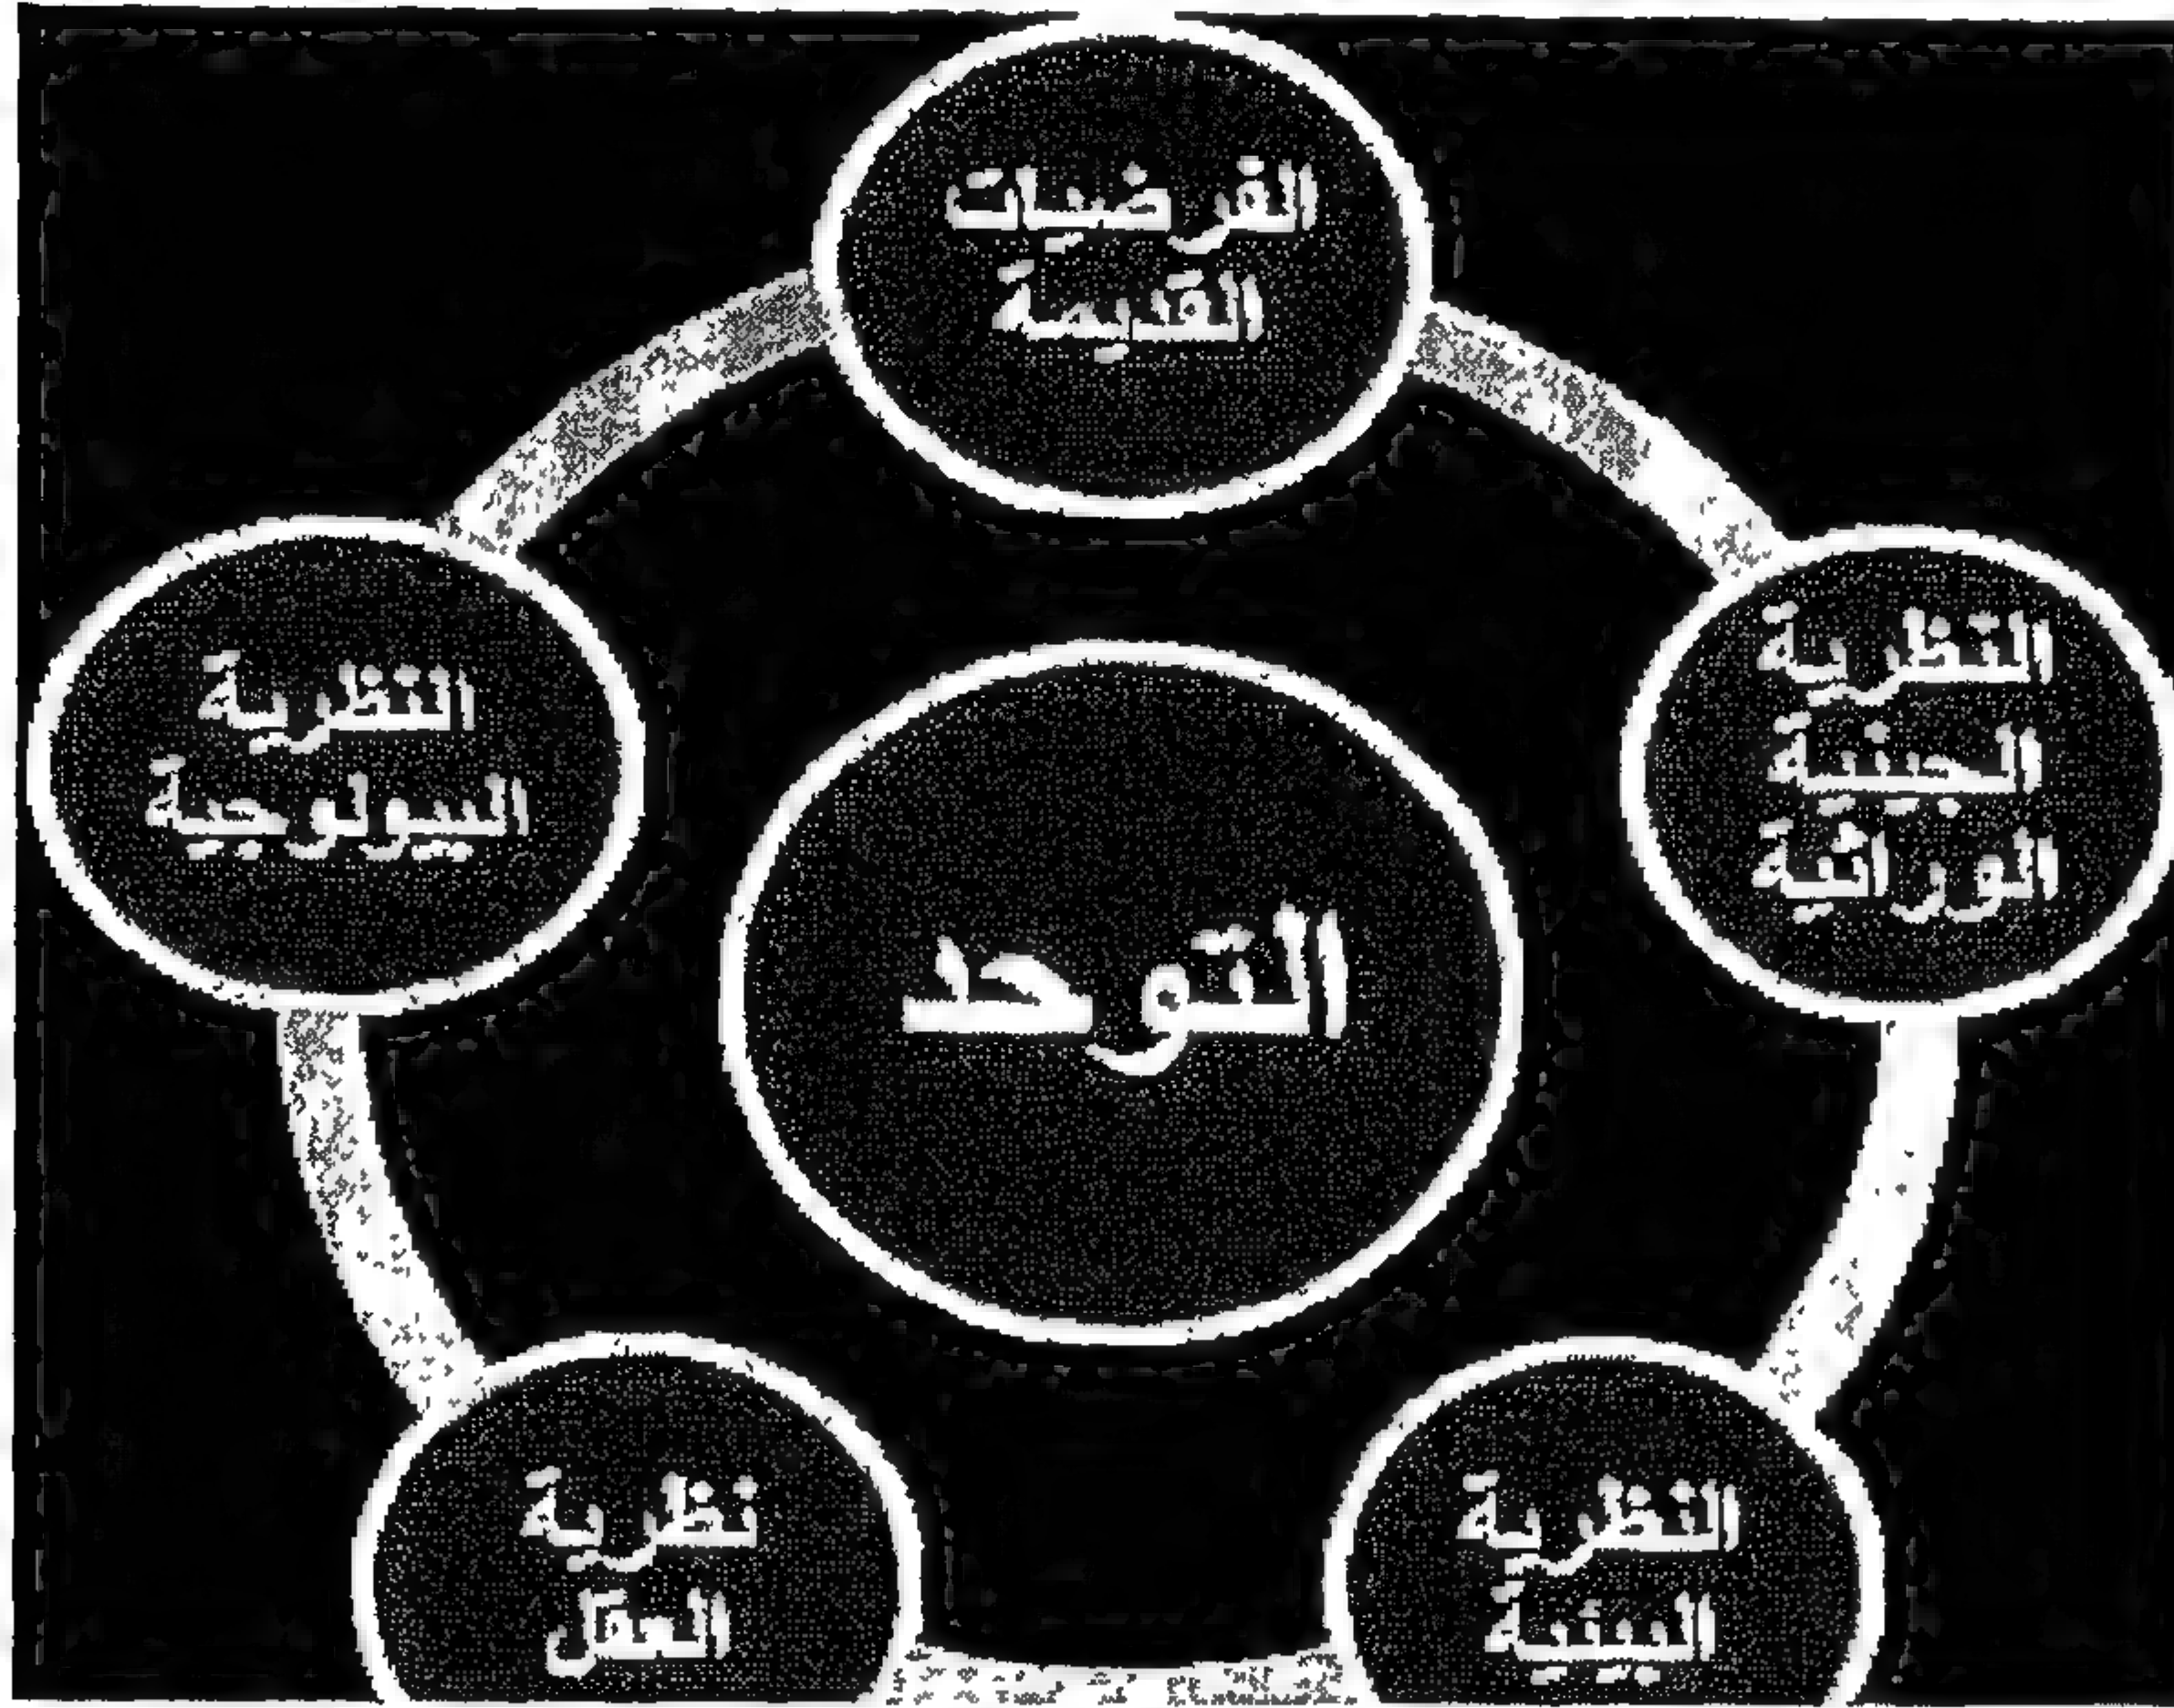 الفرضيات
القديمة
النظرية
الجينية
الوراثية
النظرية
البيئية
نظرية
العقل
النظرية
البيولوجية
التوحد